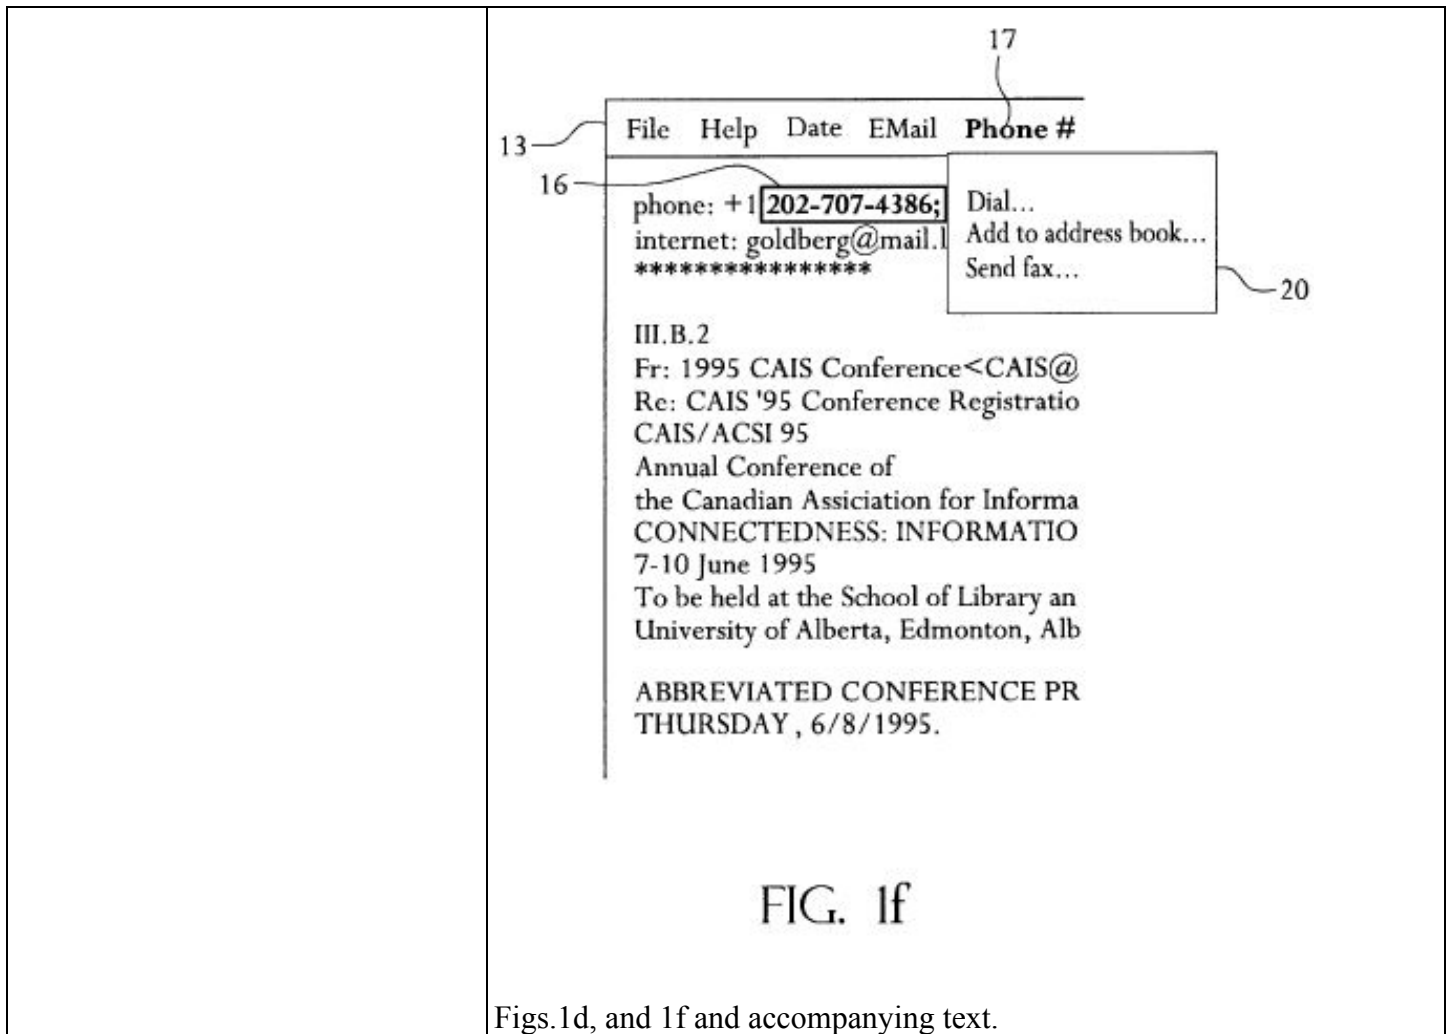 17
File Help Date EMail Phone #
13
16
phone: +1 202-707-4386;
Dial...
internet: goldberg@mail.l
Add to address book...
****************
Send fax...
20
III.B.2
Fr: 1995 CAIS Conference<CAIS@
Re: CAIS '95 Conference Registratio
CAIS/ACSI 95
Annual Conference of
the Canadian Assiciation for Informa
CONNECTEDNESS: INFORMATIO
7-10 June 1995
To be held at the School of Library an
University of Alberta, Edmonton, Alb
ABBREVIATED CONFERENCE PR
THURSDAY , 6/8/1995.
FIG. 1f
Figs.1d, and 1f and accompanying text.